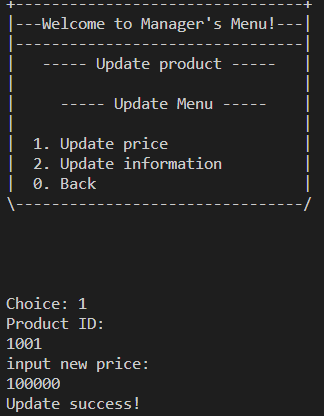 +-------------------------------+
|---Welcome to Manager's Menu!---|
|--------------------------------|
|   ----- Update product -----   |
|                                |
|     ----- Update Menu -----    |
|                                |
|  1. Update price               |
|  2. Update information         |
|  0. Back                       |
\--------------------------------/
Choice: 1
Product ID:
1001
input new price:
100000
Update success!